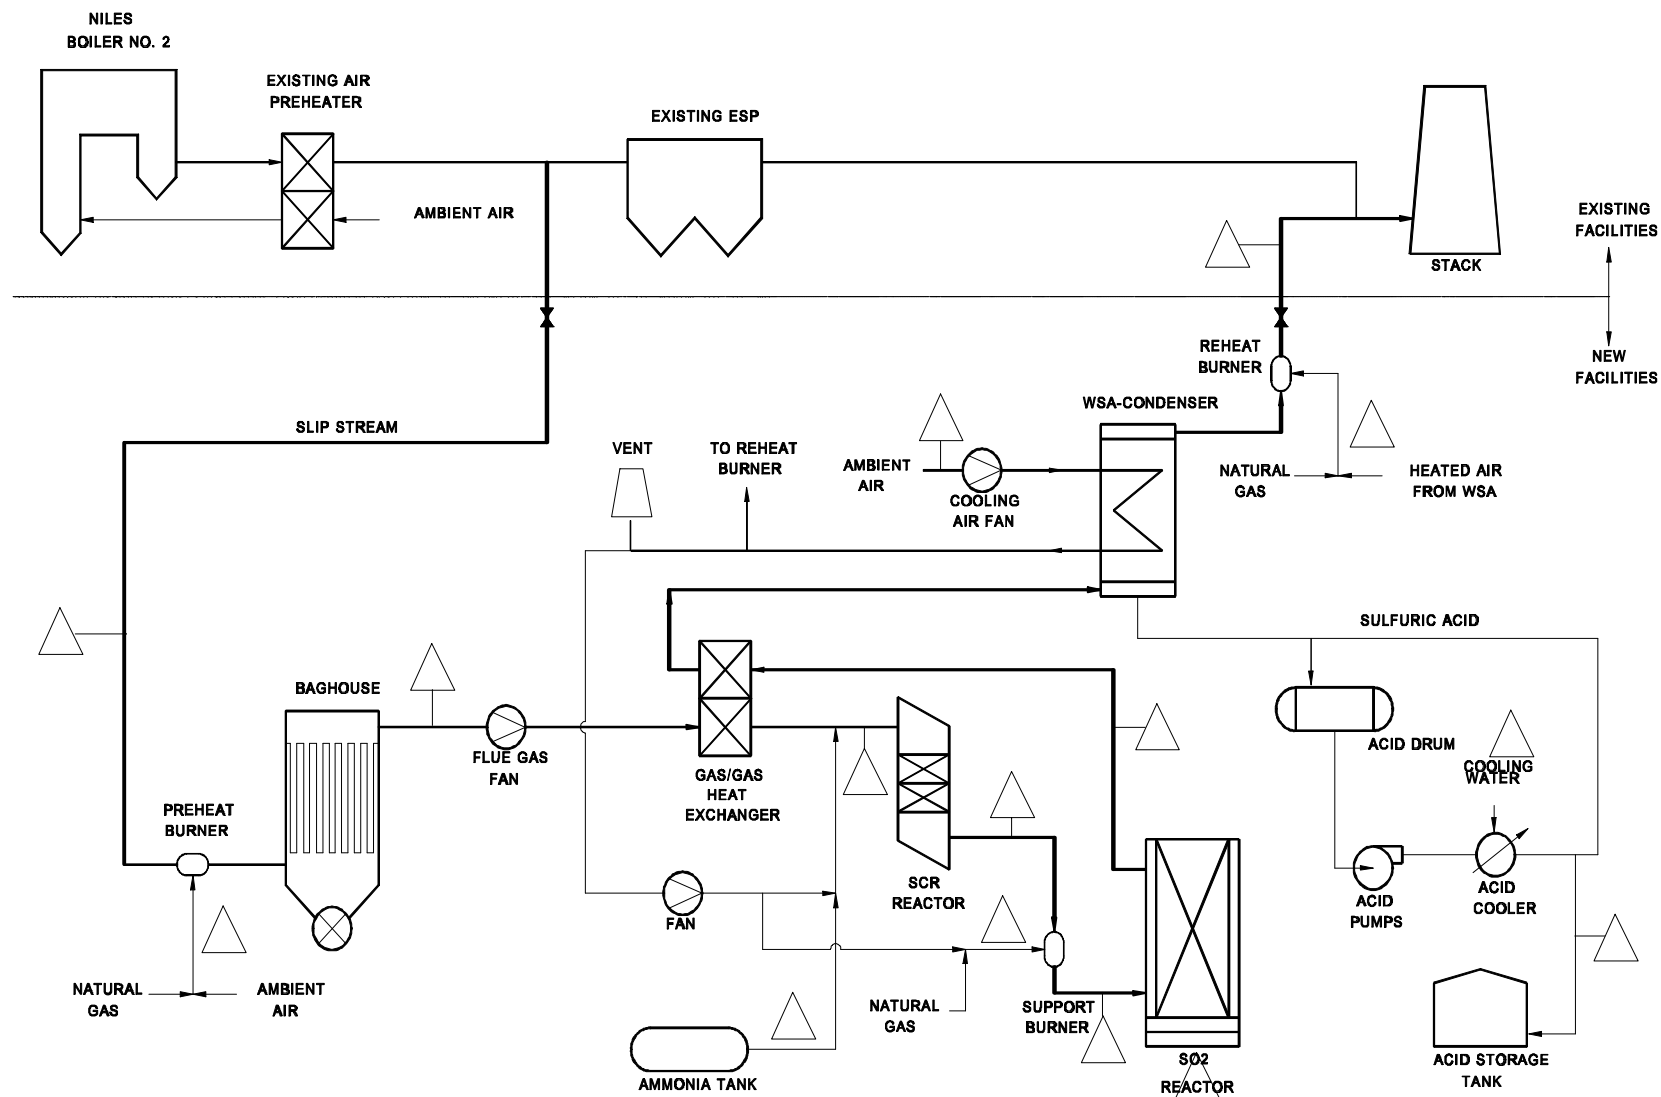 NILES
BOILER NO. 2
EXISTING AIR
PREHEATER
EXISTING ESP
AMBIENT AIR
STACK
EXISTING
FACILITIES
NEW
FACILITIES
REHEAT
BURNER
WSA-CONDENSER
SLIP STREAM
VENT
TO REHEAT
BURNER
AMBIENT
AIR
COOLING
AIR FAN
NATURAL
GAS
HEATED AIR
FROM WSA
SULFURIC ACID
BAGHOUSE
FLUE GAS
FAN
GAS/GAS
HEAT
EXCHANGER
ACID DRUM
COOLING
WATER
PREHEAT
BURNER
SCR
REACTOR
FAN
ACID
PUMPS
ACID
COOLER
NATURAL
GAS
AMBIENT
AIR
NATURAL
GAS
SUPPORT
BURNER
AMMONIA TANK
SO2
REACTOR
ACID STORAGE
TANK